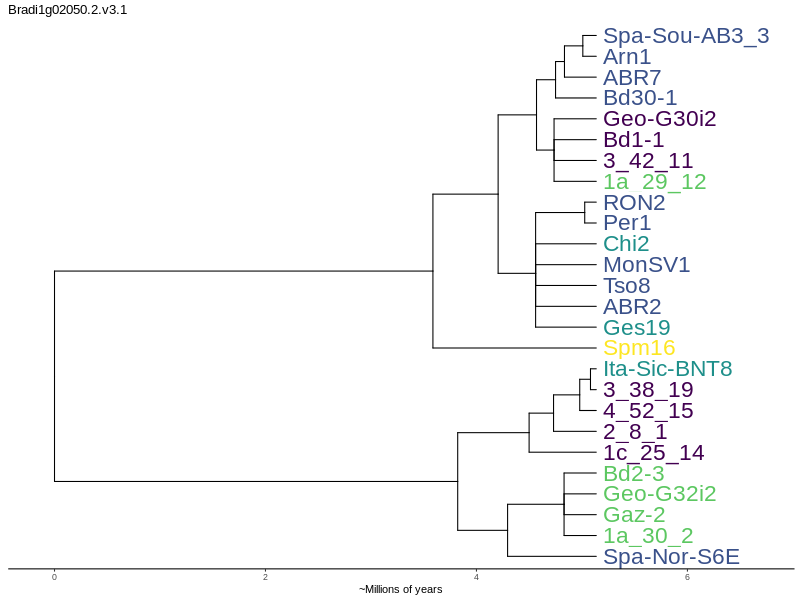 Bradi1g02050.2.v3.1
Spa-Sou-AB3_3
Arn1
ABR7
Bd30-1
Geo-G30i2
Bd1-1
3_42_11
1a_29_12
RON2
Per1
Chi2
MonSV1
Tso8
ABR2
Ges19
Spm16
Ita-Sic-BNT8
3_38_19
4_52_15
2_8_1
1c_25_14
Bd2-3
Geo-G32i2
Gaz-2
1a_30_2
Spa-Nor-S6E
0 2 4 6
~Millions of years